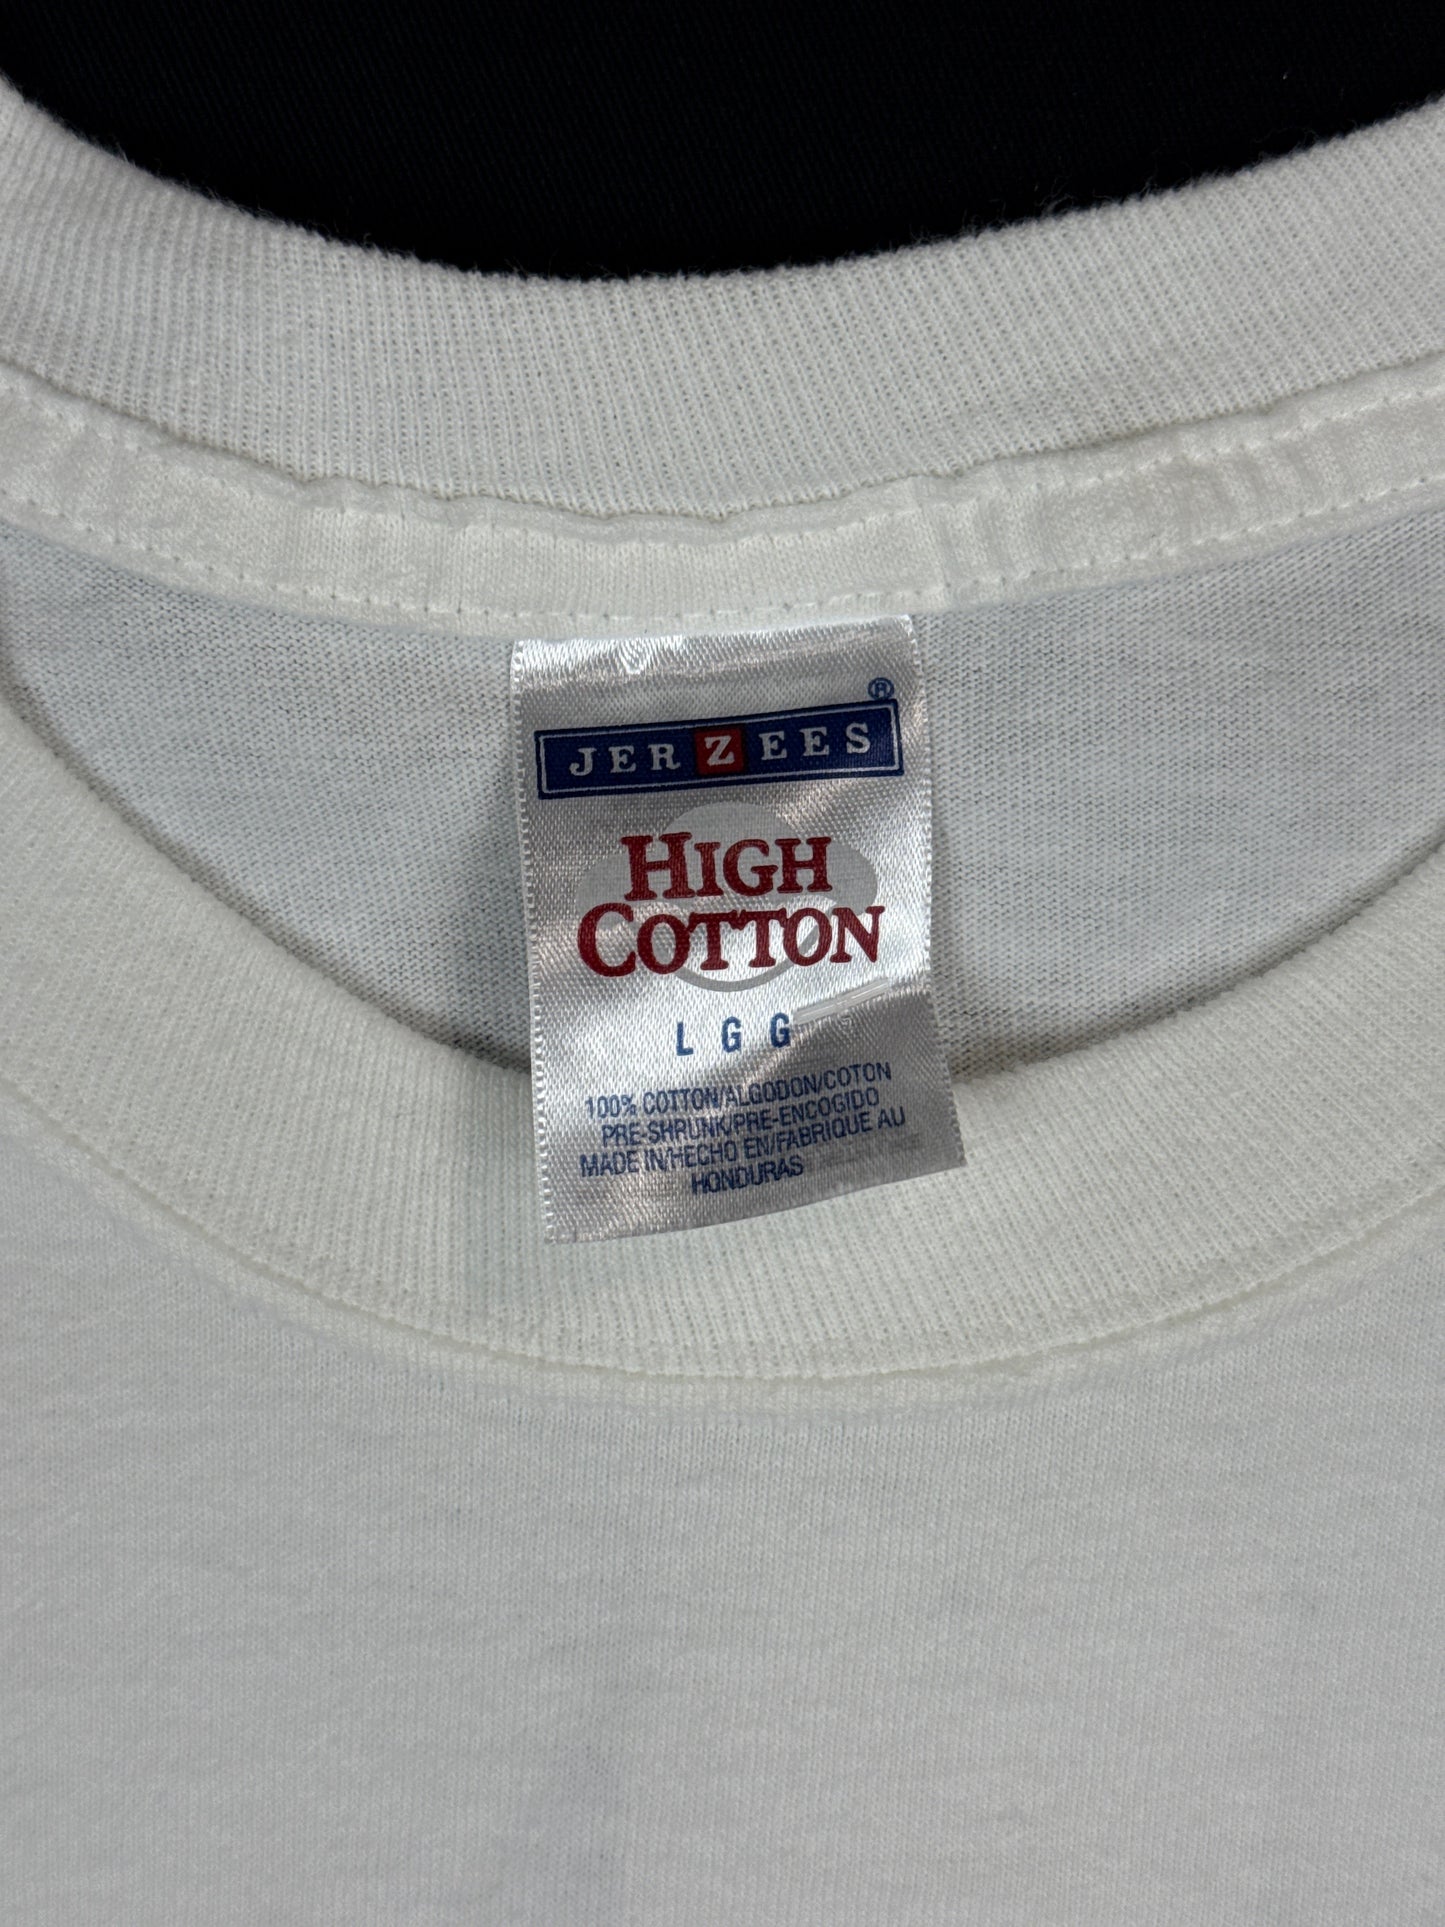 JERZEES®
HIGH
COTTON
L G G
100% COTTON/ALGODON/COTON
PRE-SHRUNK/PRE-ENCOGIDO
MADE IN/HECHO EN/FABRIQUE AU
HONDURAS